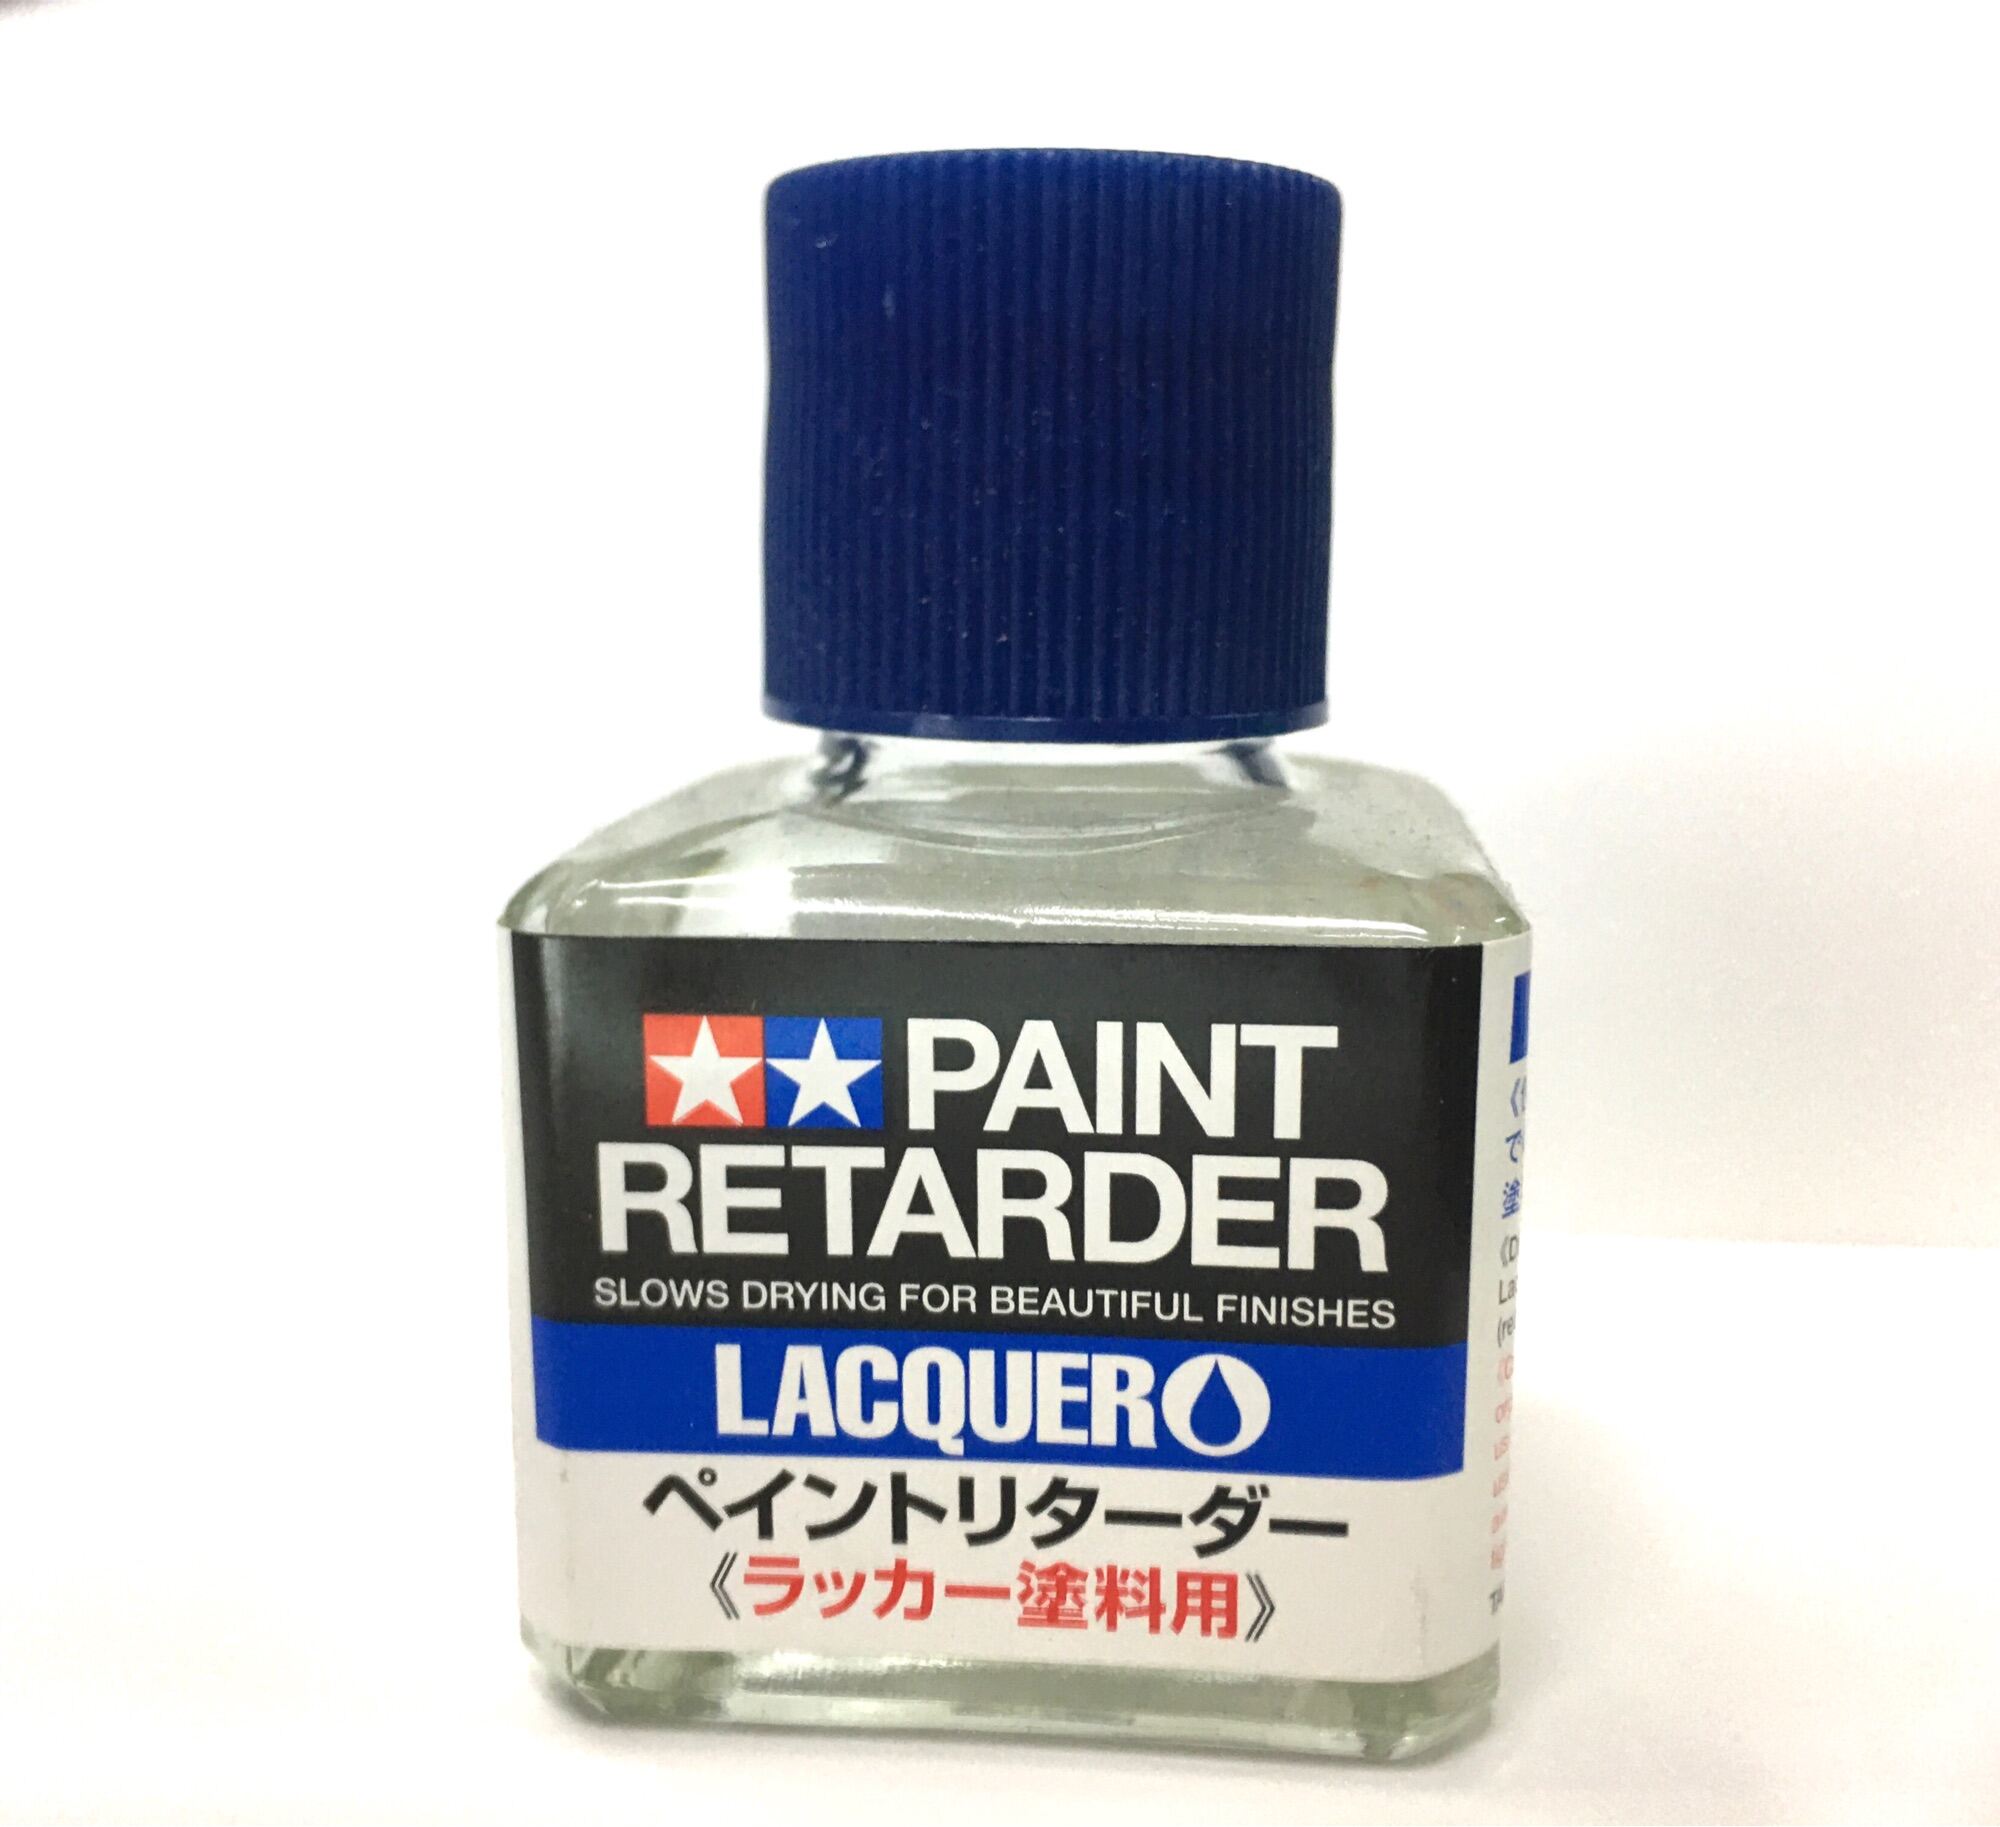 PAINT
RETARDER
SLOWS DRYING FOR BEAUTIFUL FINISHES
LACQUER
ペイントリターダー
《ラッカー塗料用》